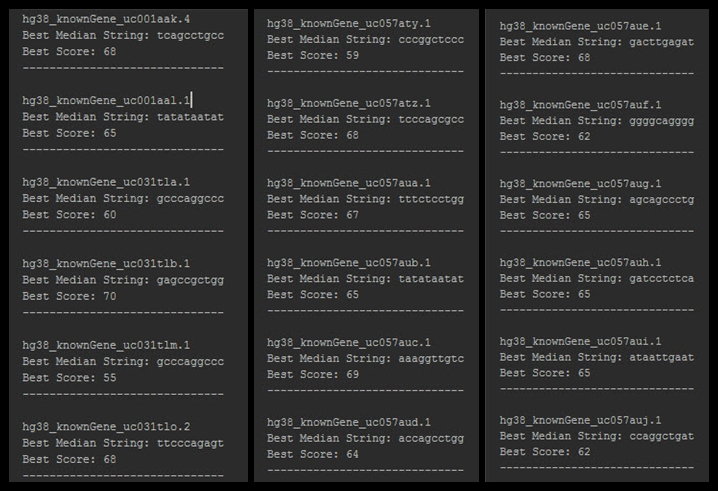 hg38_knownGene_uc001aak.4
Best Median String: tcagcctgcc
Best Score: 68
-----------------------------
hg38_knownGene_uc001aal.1
Best Median String: tatataatat
Best Score: 65
-----------------------------
hg38_knownGene_uc031tla.1
Best Median String: gcccaggccc
Best Score: 60
-----------------------------
hg38_knownGene_uc031tlb.1
Best Median String: gagccgctgg
Best Score: 70
-----------------------------
hg38_knownGene_uc031tlm.1
Best Median String: gcccaggccc
Best Score: 55
-----------------------------
hg38_knownGene_uc031tlo.2
Best Median String: ttcccagagt
Best Score: 68
-----------------------------
hg38_knownGene_uc057aty.1
Best Median String: cccggctccc
Best Score: 59
-----------------------------
hg38_knownGene_uc057atz.1
Best Median String: tcccagcgcc
Best Score: 68
-----------------------------
hg38_knownGene_uc057aua.1
Best Median String: tttctcctgg
Best Score: 67
-----------------------------
hg38_knownGene_uc057aub.1
Best Median String: tatataatat
Best Score: 65
-----------------------------
hg38_knownGene_uc057auc.1
Best Median String: aaaggttgtc
Best Score: 69
-----------------------------
hg38_knownGene_uc057aud.1
Best Median String: accagcctgg
Best Score: 64
-----------------------------
hg38_knownGene_uc057aue.1
Best Median String: gacttgagat
Best Score: 68
-----------------------------
hg38_knownGene_uc057auf.1
Best Median String: ggggcagggg
Best Score: 62
-----------------------------
hg38_knownGene_uc057aug.1
Best Median String: agcagccctg
Best Score: 65
-----------------------------
hg38_knownGene_uc057auh.1
Best Median String: gatcctctca
Best Score: 65
-----------------------------
hg38_knownGene_uc057aui.1
Best Median String: ataattgaat
Best Score: 65
-----------------------------
hg38_knownGene_uc057auj.1
Best Median String: ccaggctgat
Best Score: 62
-----------------------------